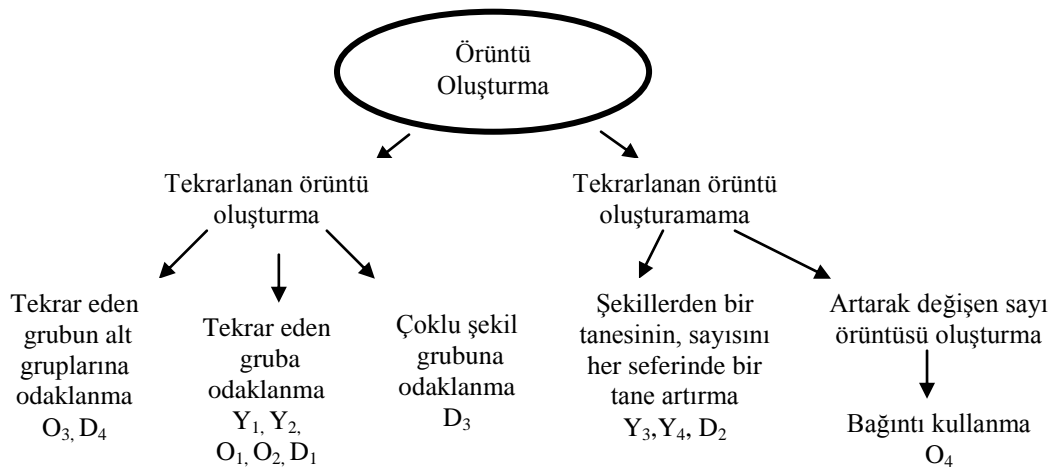 Örüntü
Oluşturma
Tekrarlanan örüntü
oluşturma
Tekrarlanan örüntü
oluşturamama
Tekrar eden
grubun alt
gruplarına
odaklanma
O3, D4
Tekrar eden
gruba
odaklanma
Y1, Y2,
O1, O2, D1
Çoklu şekil
grubuna
odaklanma
D3
Şekillerden bir
tanesinin, sayısını
her seferinde bir
tane artırma
Y3,Y4, D2
Artarak değişen sayı
örüntüsü oluşturma
Bağıntı kullanma
O4